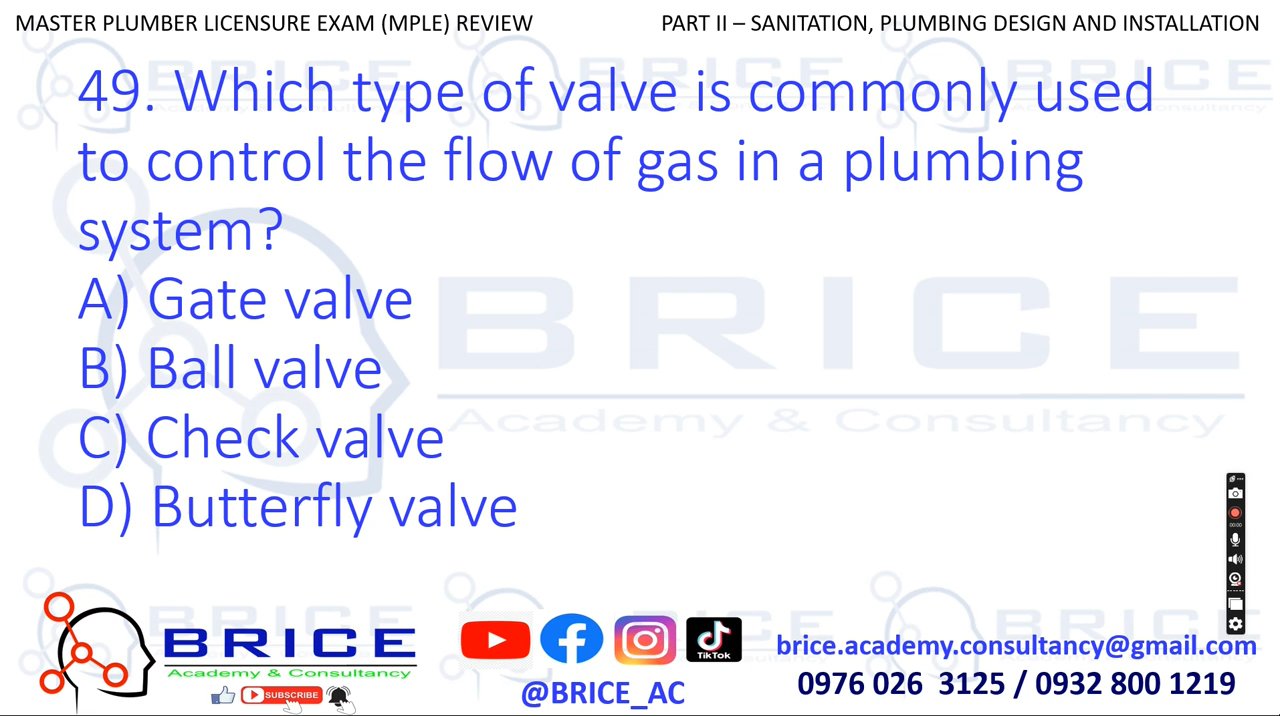 MASTER PLUMBER LICENSURE EXAM (MPLE) REVIEW
PART II – SANITATION, PLUMBING DESIGN AND INSTALLATION
49. Which type of valve is commonly used
to control the flow of gas in a plumbing
system?
A) Gate valve
B) Ball valve
C) Check valve
D) Butterfly valve
BRICE
Academy & Consultancy
00:00
BRICE
Academy & Consultancy
SUBSCRIBE
TikTok
@BRICE_AC
brice.academy.consultancy@gmail.com
0976 026 3125 / 0932 800 1219